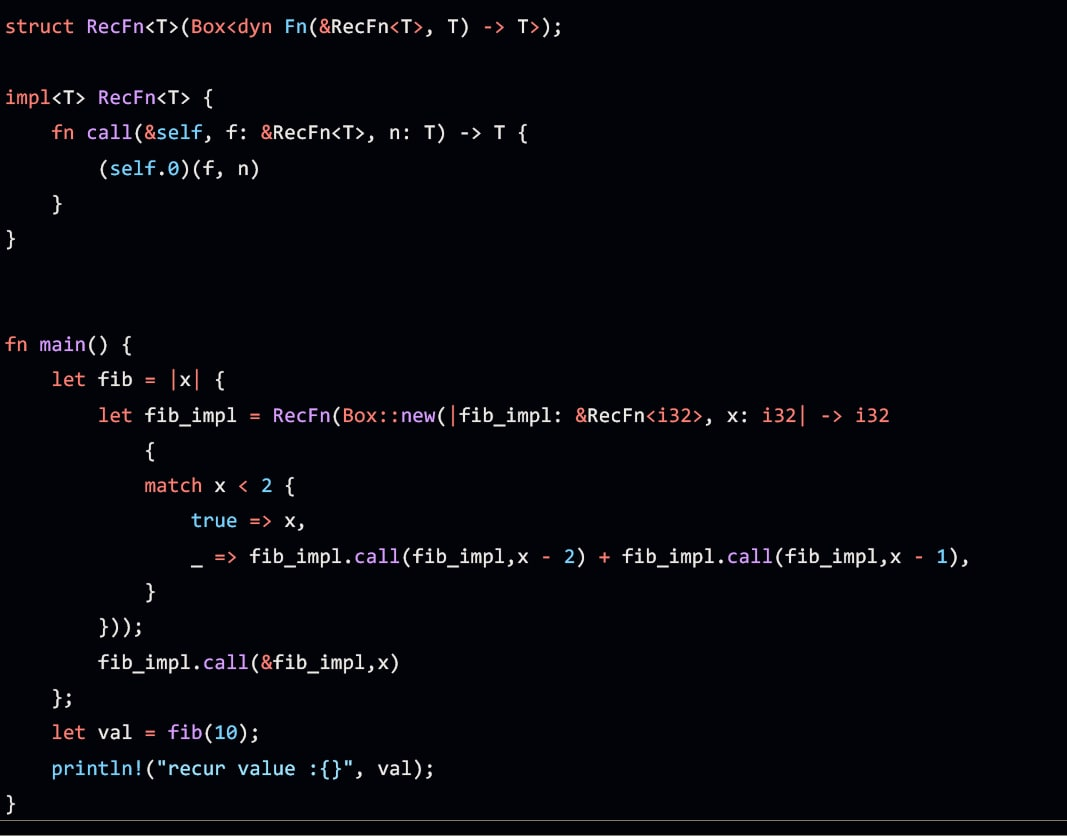 struct RecFn<T>(Box<dyn Fn(&RecFn<T>, T) -> T>);
impl<T> RecFn<T> {
    fn call(&self, f: &RecFn<T>, n: T) -> T {
        (self.0)(f, n)
    }
}
fn main() {
    let fib = |x| {
        let fib_impl = RecFn(Box::new(|fib_impl: &RecFn<i32>, x: i32| -> i32
            {
            match x < 2 {
                true => x,
                _ => fib_impl.call(fib_impl,x - 2) + fib_impl.call(fib_impl,x - 1),
            }
        }));
        fib_impl.call(&fib_impl,x)
    };
    let val = fib(10);
    println!("recur value :{}", val);
}